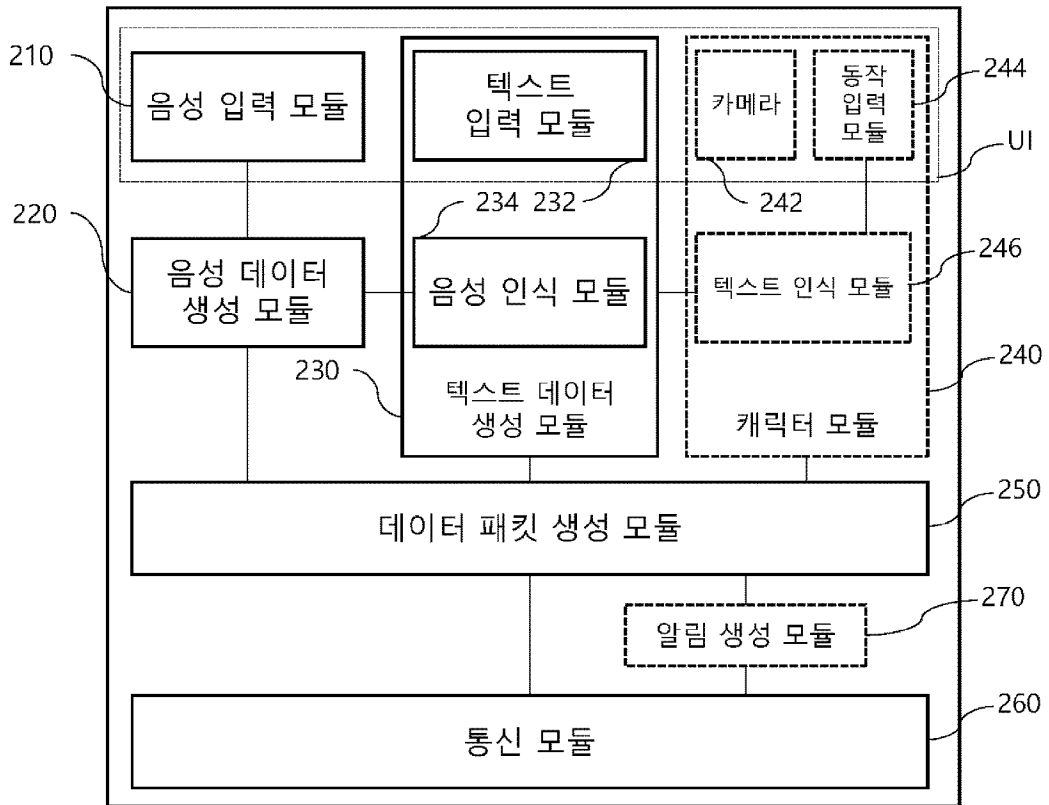 210
음성 입력 모듈
텍스트
입력 모듈
카메라
동작
입력
모듈
244
UI
234
232
242
220
음성 데이터
생성 모듈
음성 인식 모듈
텍스트 인식 모듈
246
230
텍스트 데이터
생성 모듈
캐릭터 모듈
240
데이터 패킷 생성 모듈
250
알림 생성 모듈
270
통신 모듈
260